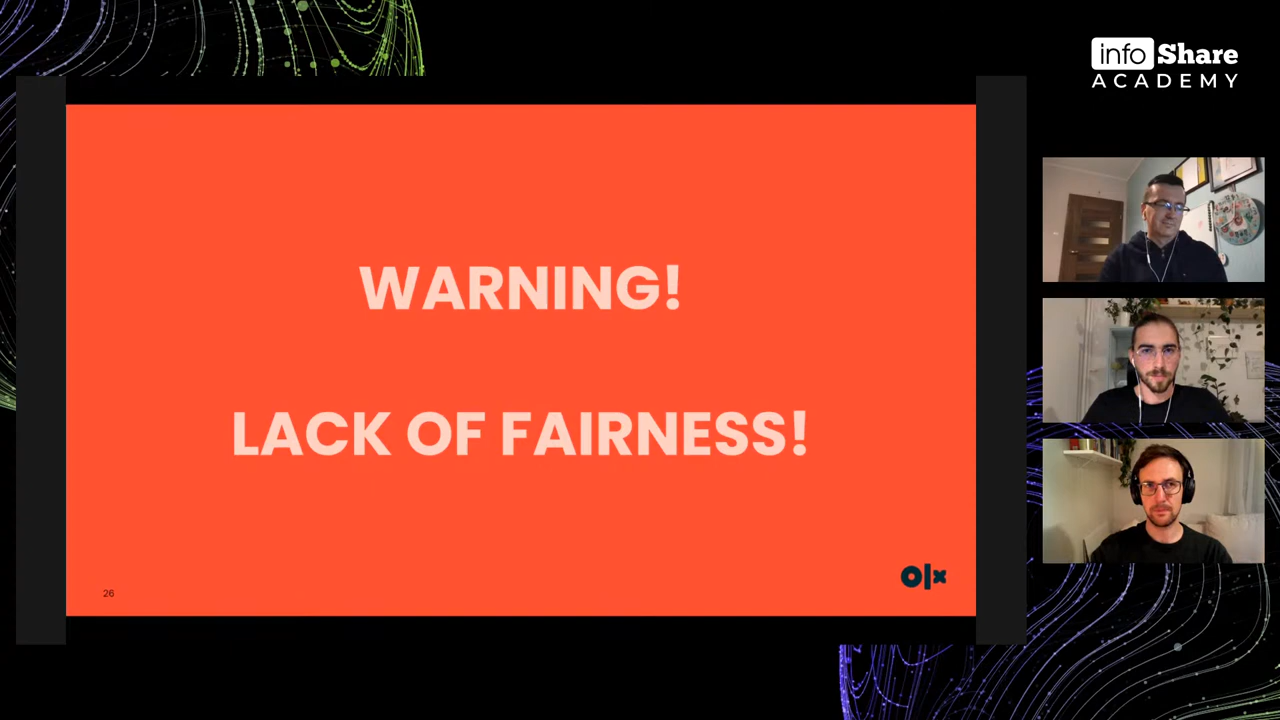 info Share
ACADEMY
WARNING!
LACK OF FAIRNESS!
26
olx